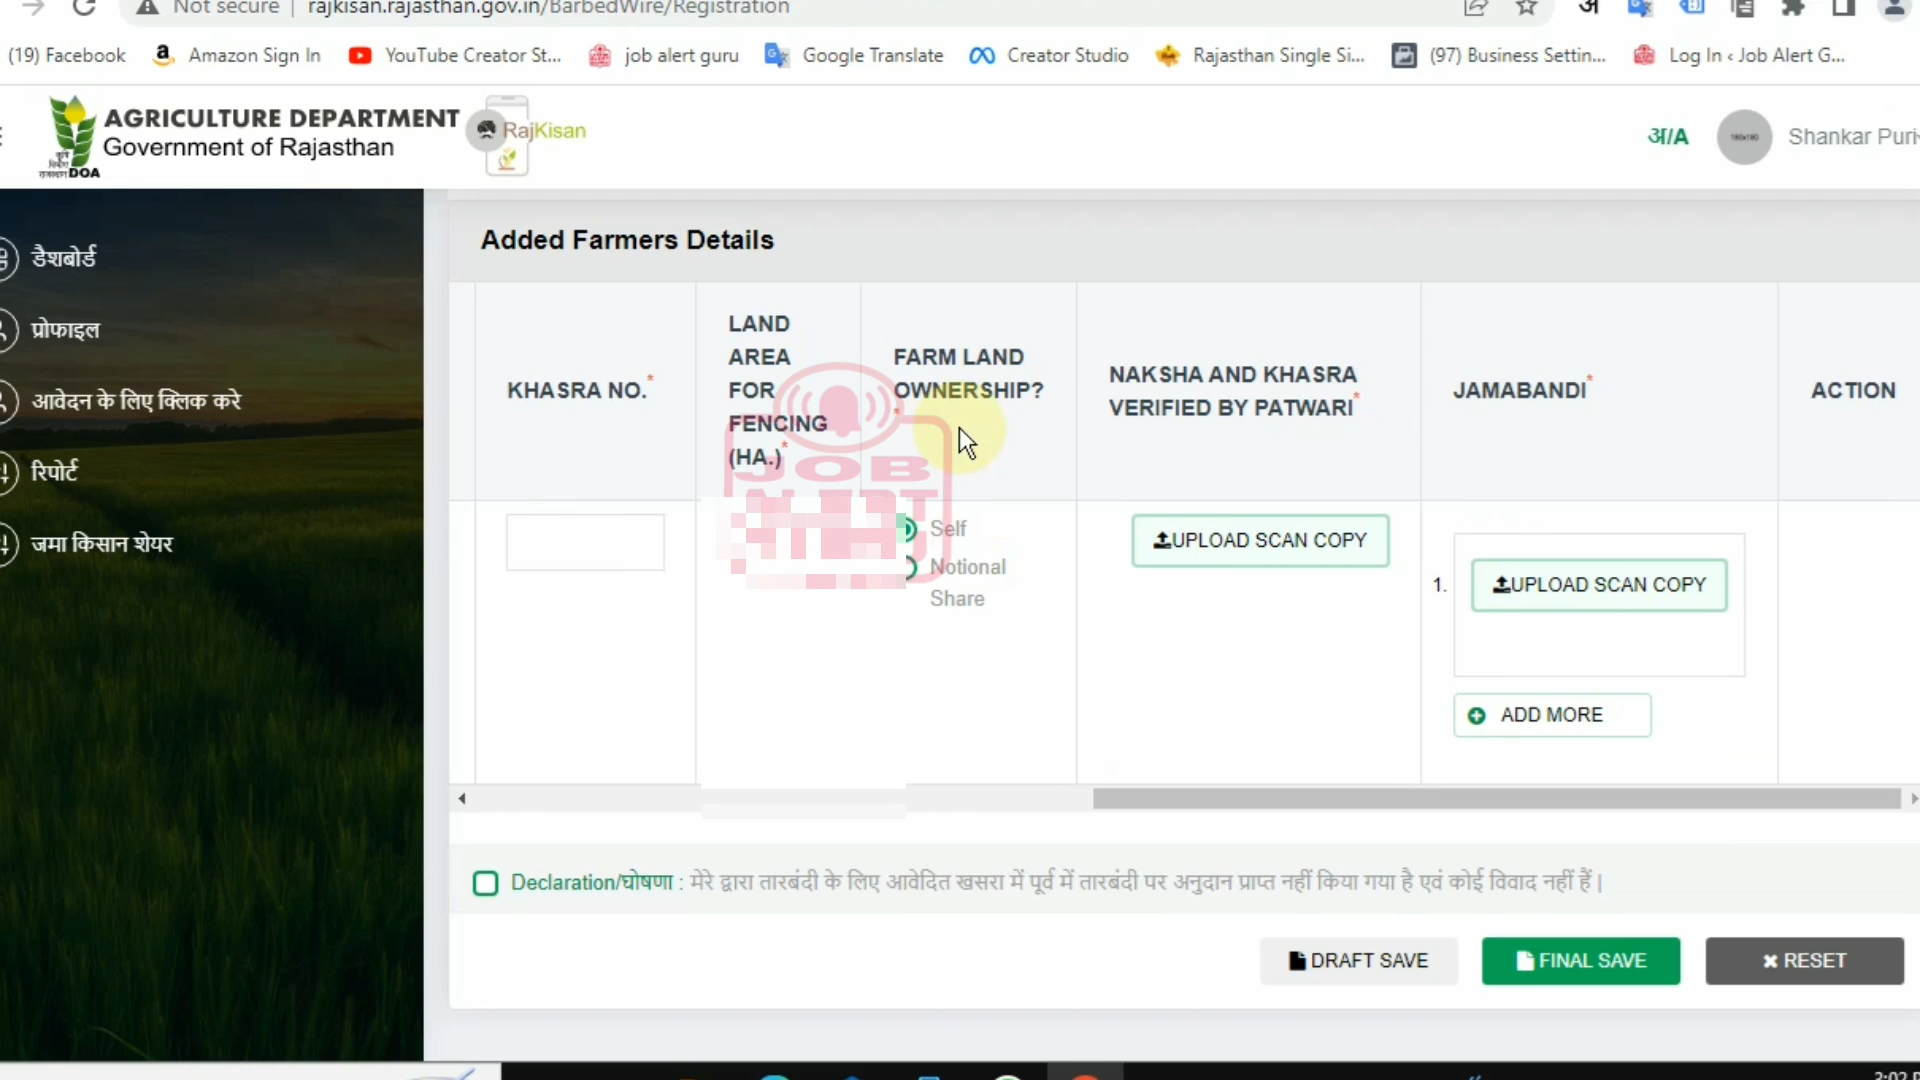 Not secure | rajkisan.rajasthan.gov.in/BarbedWire/Registration
(19) Facebook Amazon Sign In YouTube Creator St... job alert guru Google Translate Creator Studio Rajasthan Single Si... (97) Business Settin... Log In ‹ Job Alert G...
AGRICULTURE DEPARTMENT
Government of Rajasthan
DOA
RajKisan
अ/A
Shankar Puri
डैशबोर्ड
प्रोफाइल
आवेदन के लिए क्लिक करे
रिपोर्ट
जमा किसान शेयर
Added Farmers Details
KHASRA NO.*
LAND
AREA
FOR
FENCING
(HA.)*
FARM LAND
OWNERSHIP?
*
NAKSHA AND KHASRA
VERIFIED BY PATWARI*
JAMABANDI*
ACTION
JOB
ALERT
Self
Notional
Share
UPLOAD SCAN COPY
1.
UPLOAD SCAN COPY
ADD MORE
Declaration/घोषणा : मेरे द्वारा तारबंदी के लिए आवेदित खसरा में पूर्व में तारबंदी पर अनुदान प्राप्त नहीं किया गया है एवं कोई विवाद नहीं हैं |
DRAFT SAVE
FINAL SAVE
RESET